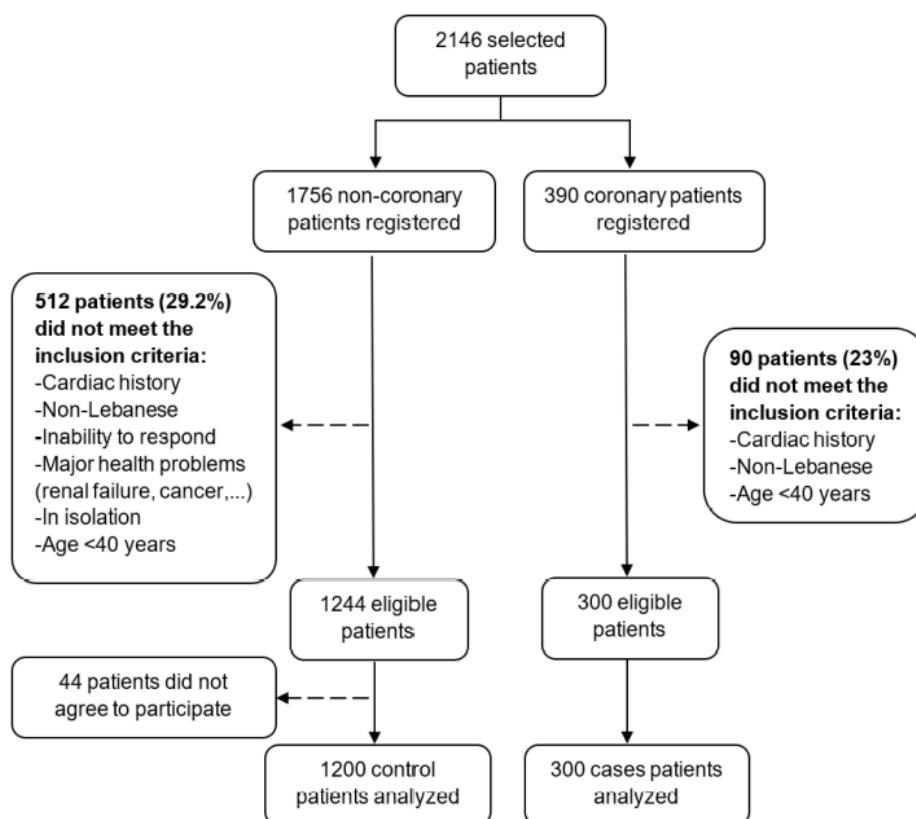 2146 selected
patients
1756 non-coronary
patients registered
390 coronary patients
registered
512 patients (29.2%)
did not meet the
inclusion criteria:
-Cardiac history
-Non-Lebanese
-Inability to respond
-Major health problems
(renal failure, cancer,...)
-In isolation
-Age <40 years
90 patients (23%)
did not meet the
inclusion criteria:
-Cardiac history
-Non-Lebanese
-Age <40 years
1244 eligible
patients
300 eligible
patients
44 patients did not
agree to participate
1200 control
patients analyzed
300 cases patients
analyzed